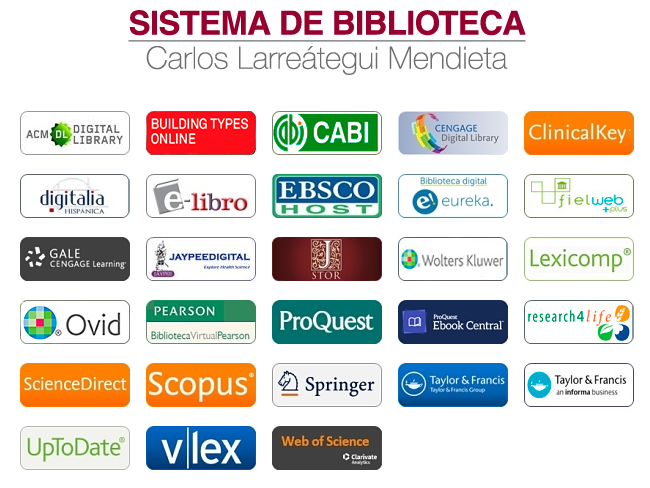 SISTEMA DE BIBLIOTECA
Carlos Larreátegui Mendieta
ACM DL DIGITAL LIBRARY
BUILDING TYPES ONLINE
CABI
CENGAGE Digital Library
ClinicalKey
digitalia HISPÁNICA
e-libro
EBSCO HOST
Biblioteca digital eureka.
fielweb +plus
GALE CENGAGE Learning®
JAYPEE JAYPEEDIGITAL Explore Health Science
JSTOR
Wolters Kluwer
Lexicomp®
Ovid®
PEARSON BibliotecaVirtualPearson
ProQuest
ProQuest Ebook Central™
research4life
ScienceDirect
Scopus®
Springer
Taylor & Francis Taylor & Francis Group
Taylor & Francis an informa business
UpToDate®
v|lex
Web of Science Clarivate Analytics